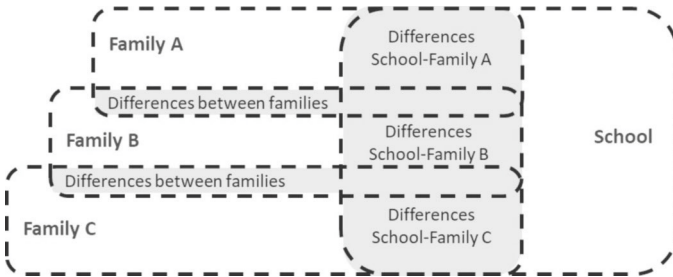 Family A
Differences
School-Family A
Differences between families
Family B
Differences
School-Family B
School
Differences between families
Family C
Differences
School-Family C